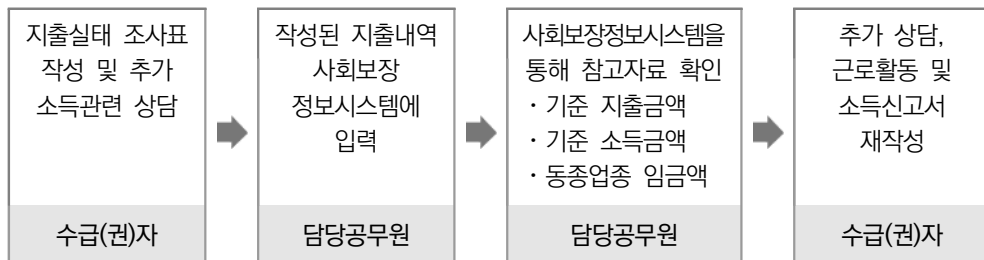 지출실태 조사표
작성 및 추가
소득관련 상담
수급(권)자
작성된 지출내역
사회보장
정보시스템에
입력
담당공무원
사회보장정보시스템을
통해 참고자료 확인
· 기준 지출금액
· 기준 소득금액
· 동종업종 임금액
담당공무원
추가 상담,
근로활동 및
소득신고서
재작성
수급(권)자